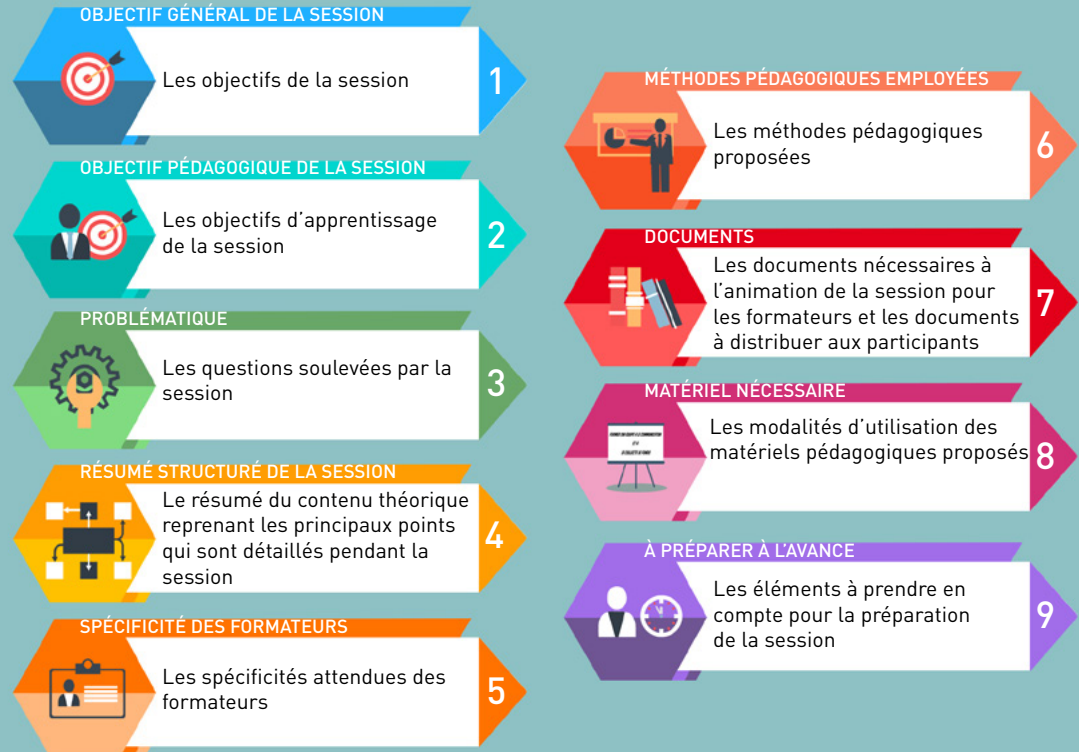 OBJECTIF GÉNÉRAL DE LA SESSION
Les objectifs de la session
1
OBJECTIF PÉDAGOGIQUE DE LA SESSION
Les objectifs d'apprentissage
de la session
2
PROBLÉMATIQUE
Les questions soulevées par la
session
3
RÉSUMÉ STRUCTURÉ DE LA SESSION
Le résumé du contenu théorique
reprenant les principaux points
qui sont détaillés pendant la
session
4
SPÉCIFICITÉ DES FORMATEURS
Les spécificités attendues des
formateurs
5
MÉTHODES PÉDAGOGIQUES EMPLOYÉES
Les méthodes pédagogiques
proposées
6
DOCUMENTS
Les documents nécessaires à
l'animation de la session pour
les formateurs et les documents
à distribuer aux participants
7
MATÉRIEL NÉCESSAIRE
Les modalités d'utilisation des
matériels pédagogiques proposés
8
À PRÉPARER À L'AVANCE
Les éléments à prendre en
compte pour la préparation
de la session
9